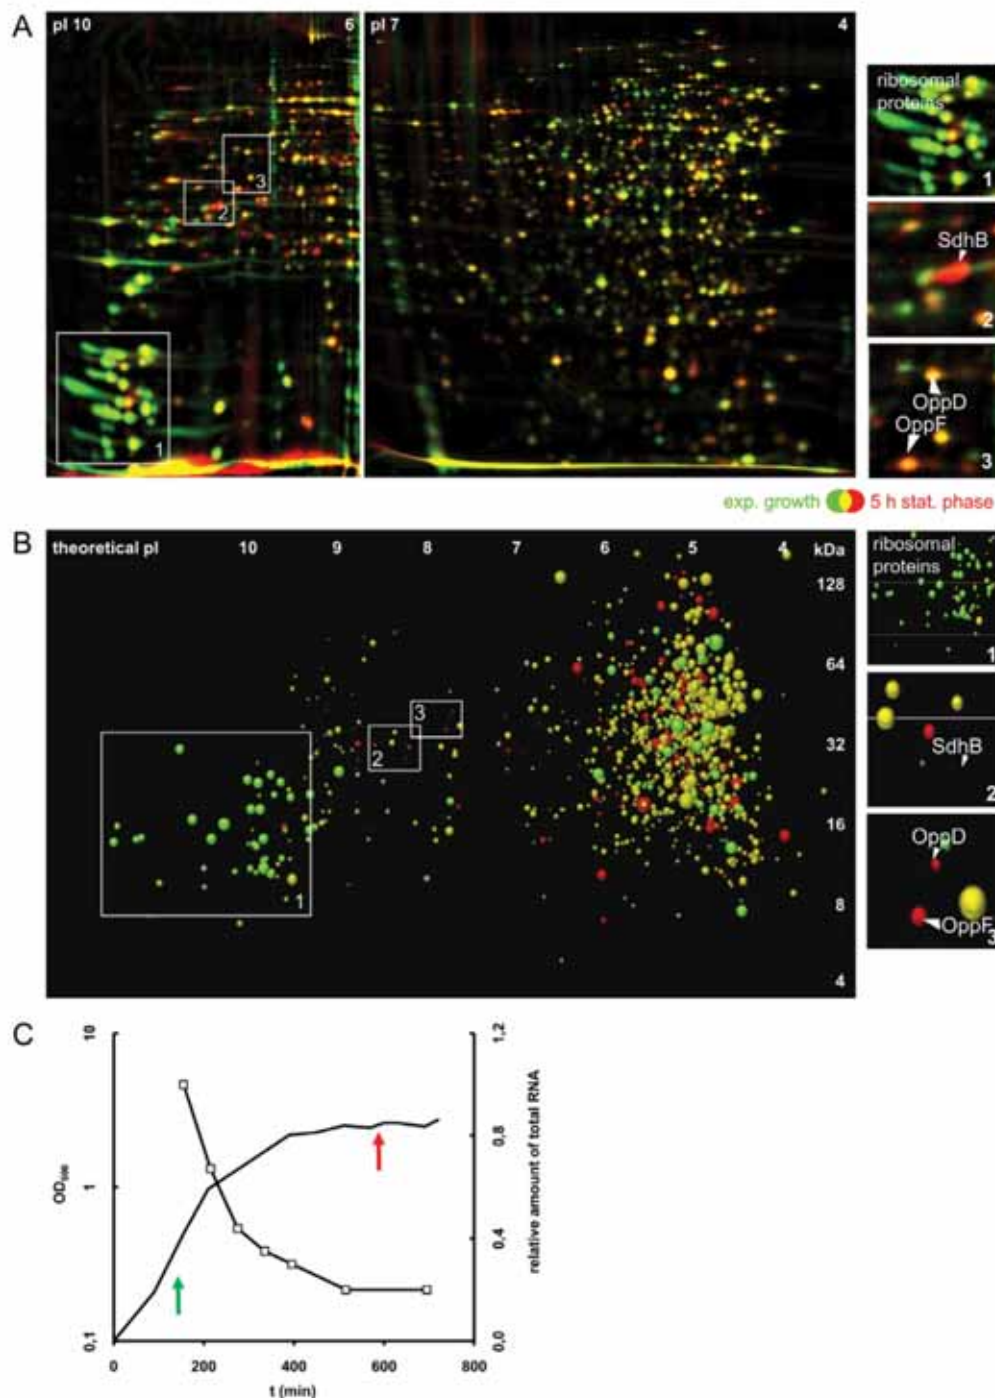 A
pI 10
6
pI 7
4
3
2
1
ribosomal
proteins
1
SdhB
2
OppD
OppF
3
exp. growth
5 h stat. phase
B
theoretical pI
10
9
8
7
6
5
4
kDa
128
64
32
16
8
4
3
2
1
ribosomal
proteins
1
SdhB
2
OppD
OppF
3
C
10
1
0,1
OD
1,2
0,8
0,4
0,0
relative amount of total RNA
0
200
400
600
800
t (min)